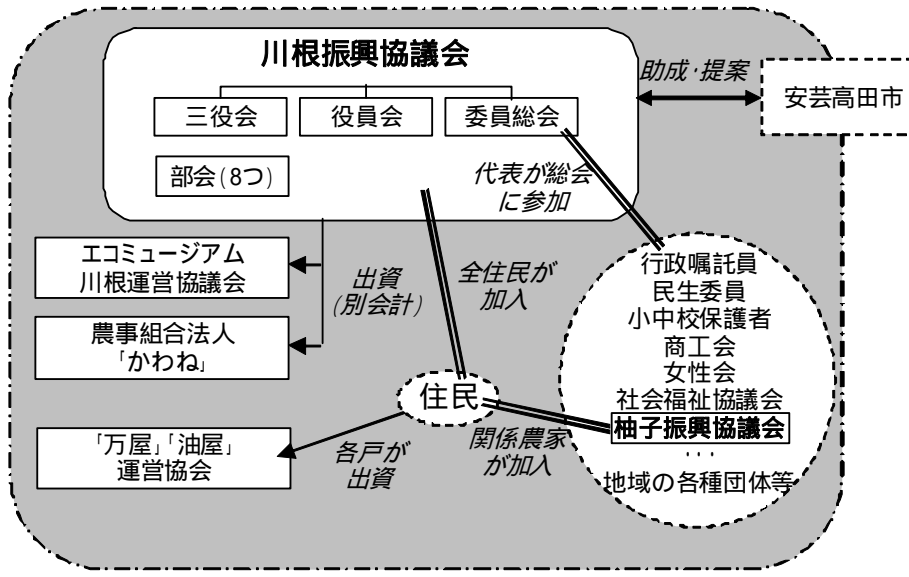 川根振興協議会
助成・提案
安芸高田市
三役会
役員会
委員総会
部会(8つ)
代表が総会
に参加
エコミュージアム
川根運営協議会
出資
(別会計)
全住民が
加入
農事組合法人
「かわね」
行政嘱託員
民生委員
小中校保護者
商工会
女性会
社会福祉協議会
柚子振興協議会
...
地域の各種団体等
住民
関係農家
が加入
各戸が
出資
「万屋」「油屋」
運営協会